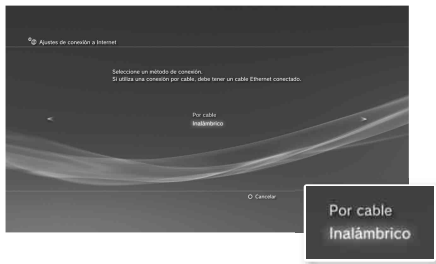 Ajustes de conexión a Internet
Seleccione un método de conexión.
Si utiliza una conexión por cable, debe tener un cable Ethernet conectado.
Por cable
Inalámbrico
Cancelar
Por cable
Inalámbrico